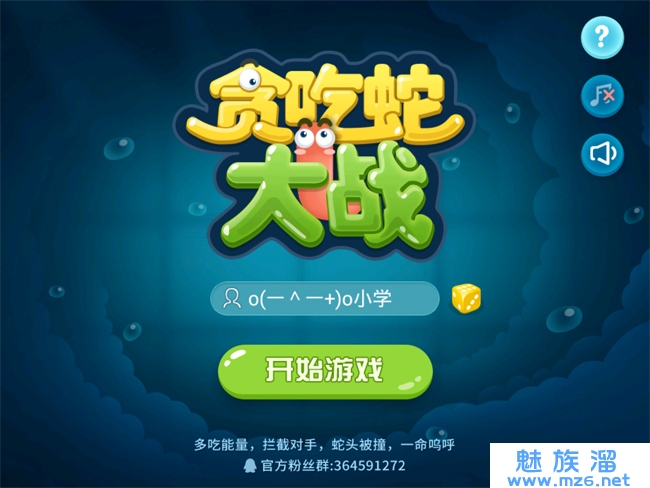 ?
贪吃蛇
大战
o(一＾一+)o小学
开始游戏
多吃能量，拦截对手，蛇头被撞，一命呜呼
官方粉丝群:364591272
魅族溜
www.mz6.net